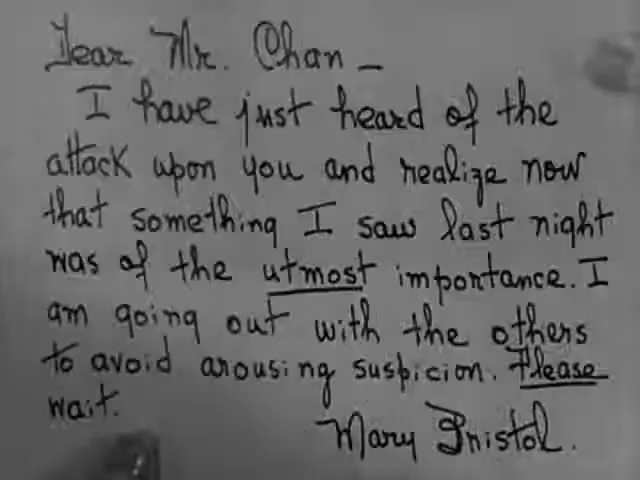 Dear Mr. Chan -
I have just heard of the
attack upon you and realize now
that something I saw last night
was of the utmost importance. I
am going out with the others
to avoid arousing suspicion. Please
wait.
Mary Pristol.